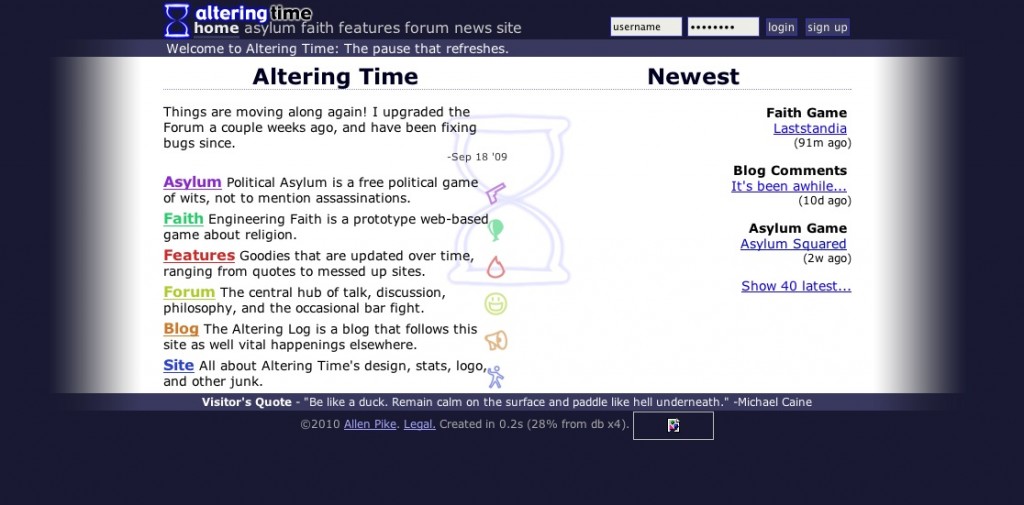 altering time
home asylum faith features forum news site
username
••••••••
login
sign up
Welcome to Altering Time: The pause that refreshes.
Altering Time
Things are moving along again! I upgraded the
Forum a couple weeks ago, and have been fixing
bugs since.
-Sep 18 '09
Asylum Political Asylum is a free political game
of wits, not to mention assassinations.
Faith Engineering Faith is a prototype web-based
game about religion.
Features Goodies that are updated over time,
ranging from quotes to messed up sites.
Forum The central hub of talk, discussion,
philosophy, and the occasional bar fight.
Blog The Altering Log is a blog that follows this
site as well vital happenings elsewhere.
Site All about Altering Time's design, stats, logo,
and other junk.
Newest
Faith Game
Laststandia
(91m ago)
Blog Comments
It's been awhile...
(10d ago)
Asylum Game
Asylum Squared
(2w ago)
Show 40 latest...
Visitor's Quote - "Be like a duck. Remain calm on the surface and paddle like hell underneath." -Michael Caine
©2010 Allen Pike. Legal. Created in 0.2s (28% from db x4).